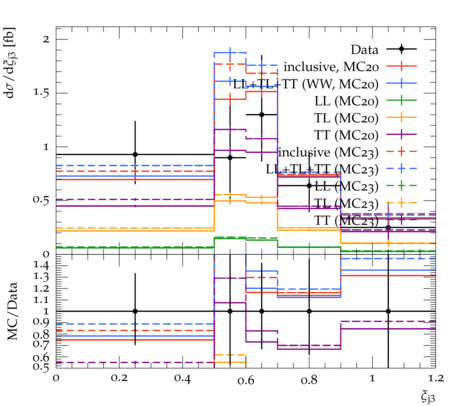 dσ/dξj3 [fb]
2
1.5
1
0.5
0
Data
inclusive, MC20
LL+TL+TT (WW, MC20)
LL (MC20)
TL (MC20)
TT (MC20)
inclusive (MC23)
LL+TL+TT (MC23)
LL (MC23)
TL (MC23)
TT (MC23)
MC/Data
1.4
1.3
1.2
1.1
1
0.9
0.8
0.7
0.6
0.5
0
0.2
0.4
0.6
0.8
1
1.2
ξj3